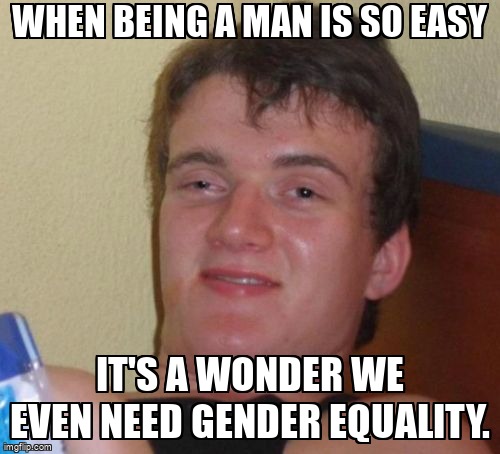 WHEN BEING A MAN IS SO EASY
IT'S A WONDER WE
EVEN NEED GENDER EQUALITY.
imgflip.com